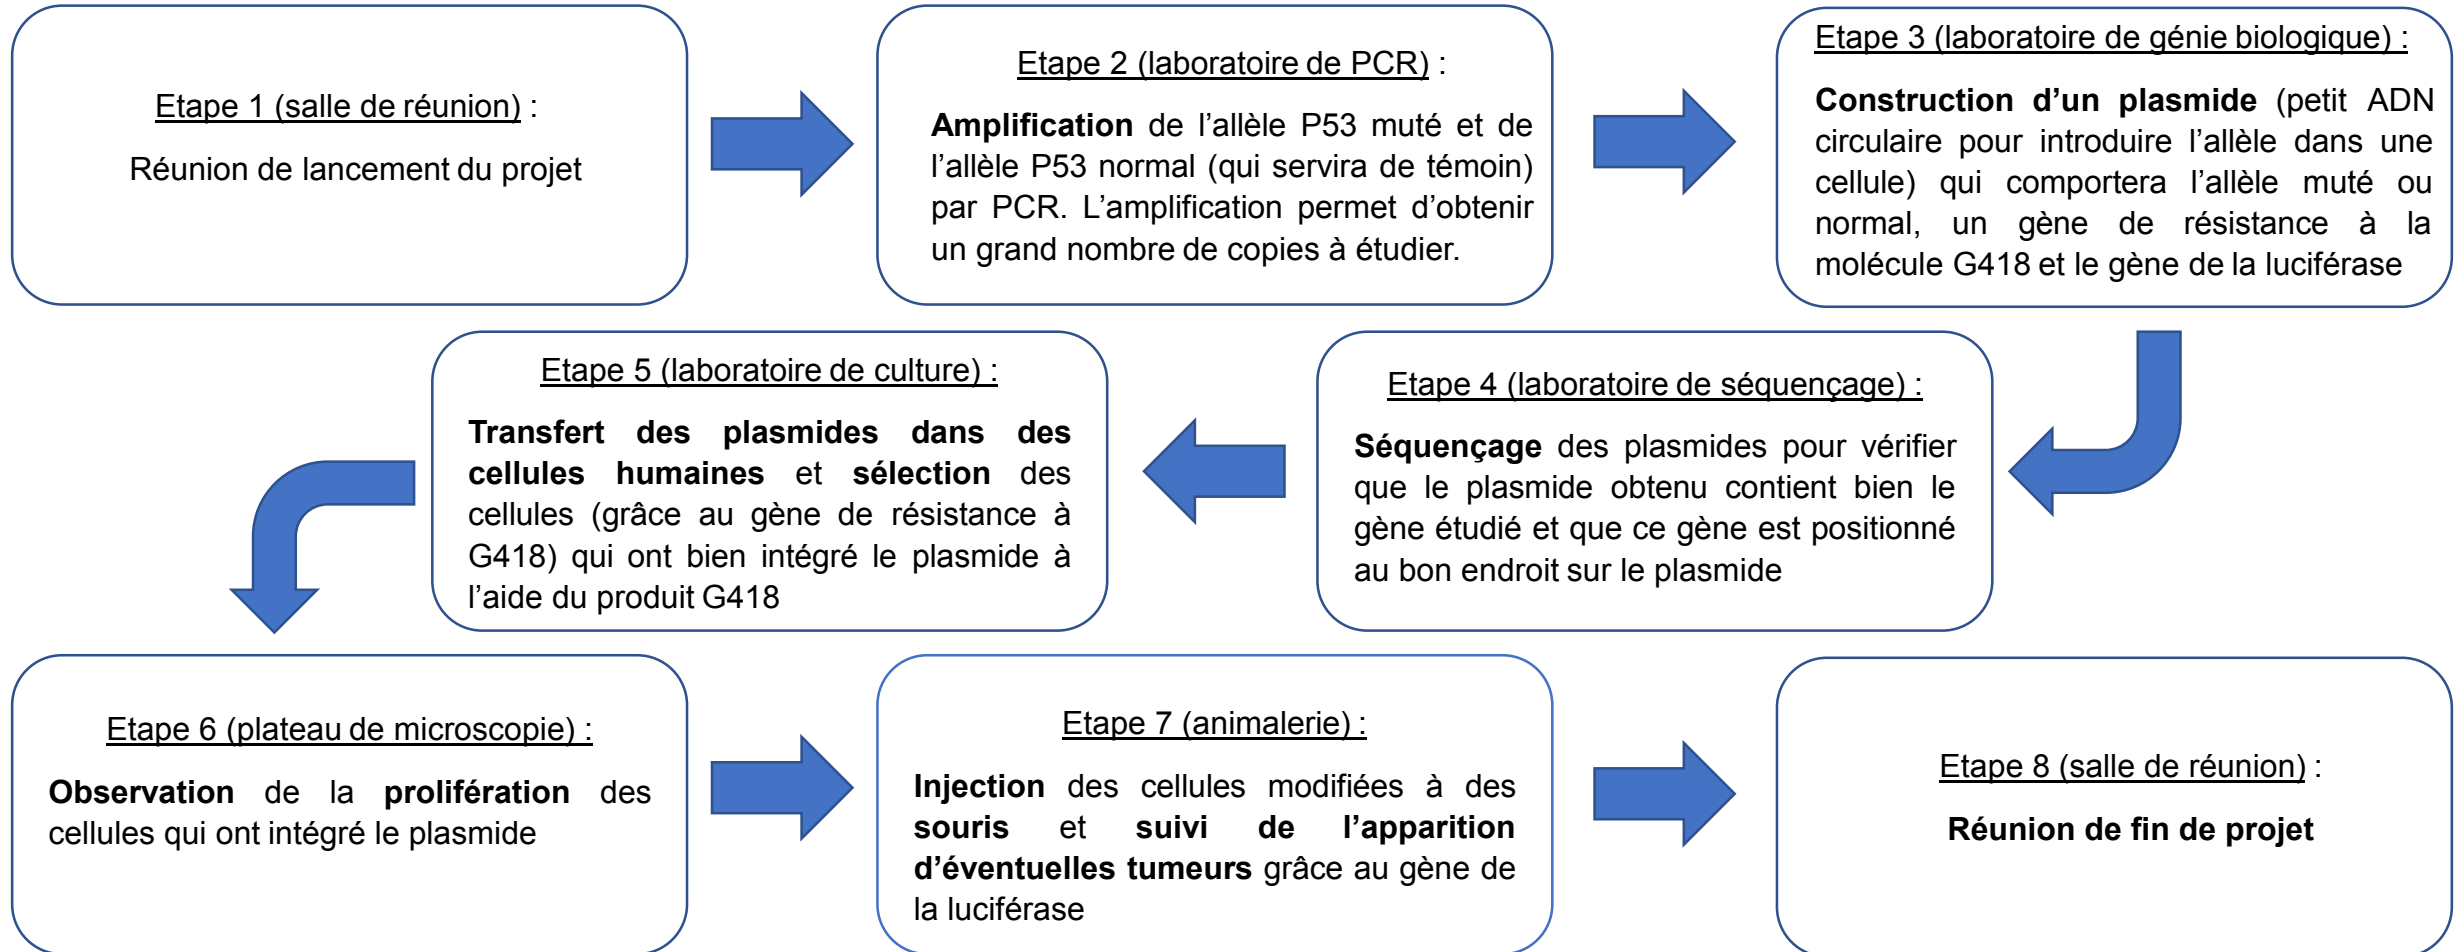 Etape 1 (salle de réunion) :
Réunion de lancement du projet
Etape 2 (laboratoire de PCR) :
Amplification de l’allèle P53 muté et de
l’allèle P53 normal (qui servira de témoin)
par PCR. L’amplification permet d’obtenir
un grand nombre de copies à étudier.
Etape 3 (laboratoire de génie biologique) :
Construction d’un plasmide (petit ADN
circulaire pour introduire l’allèle dans une
cellule) qui comportera l’allèle muté ou
normal, un gène de résistance à la
molécule G418 et le gène de la luciférase
Etape 4 (laboratoire de séquençage) :
Séquençage des plasmides pour vérifier
que le plasmide obtenu contient bien le
gène étudié et que ce gène est positionné
au bon endroit sur le plasmide
Etape 5 (laboratoire de culture) :
Transfert des plasmides dans des
cellules humaines et sélection des
cellules (grâce au gène de résistance à
G418) qui ont bien intégré le plasmide à
l’aide du produit G418
Etape 6 (plateau de microscopie) :
Observation de la prolifération des
cellules qui ont intégré le plasmide
Etape 7 (animalerie) :
Injection des cellules modifiées à des
souris et suivi de l’apparition
d’éventuelles tumeurs grâce au gène de
la luciférase
Etape 8 (salle de réunion) :
Réunion de fin de projet